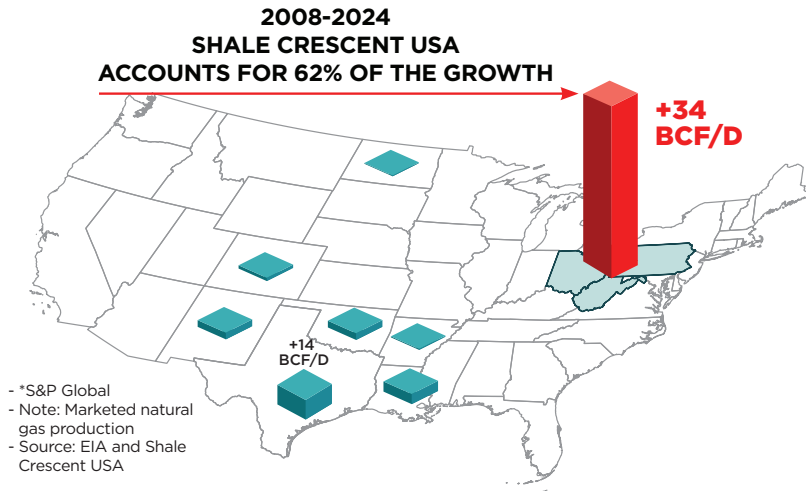 2008-2024
SHALE CRESCENT USA
ACCOUNTS FOR 62% OF THE GROWTH
+34
BCF/D
+14
BCF/D
- *S&P Global
- Note: Marketed natural
gas production
- Source: EIA and Shale
Crescent USA